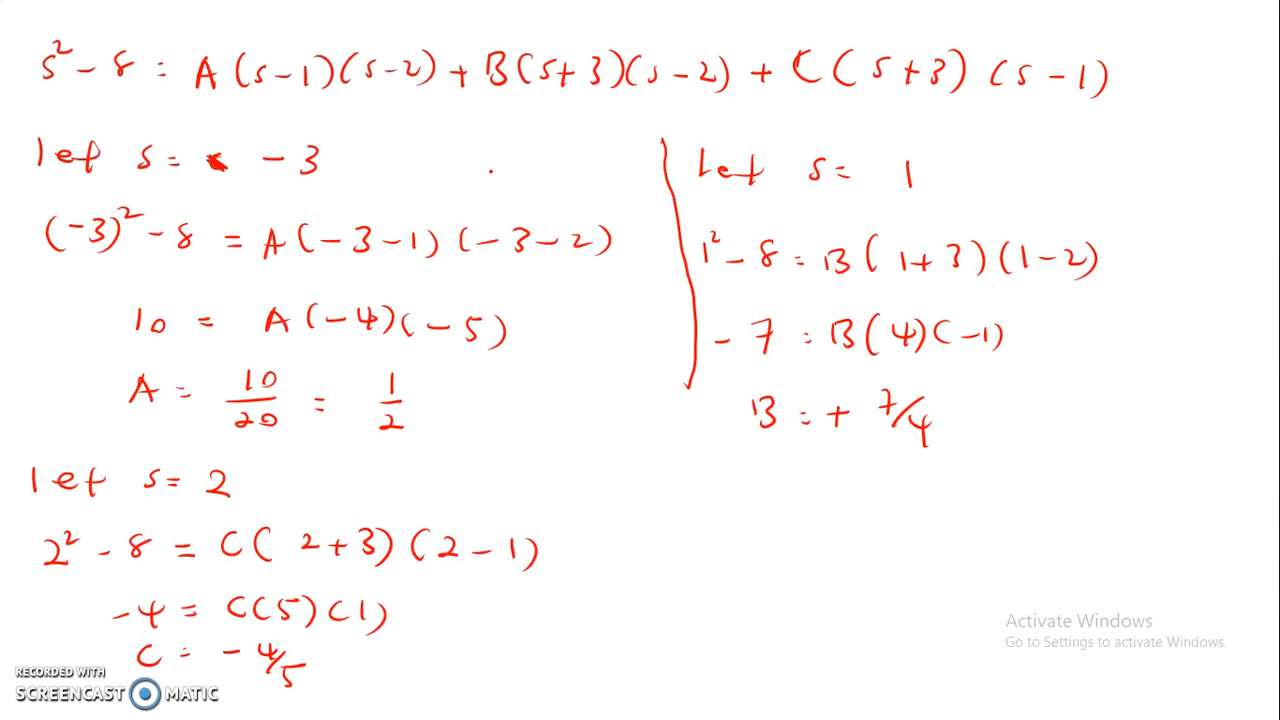 s² - 8 = A(s-1)(s-2) + B(s+3)(s-2) + C(s+3)(s-1)
let s = -3
(-3)² - 8 = A(-3-1)(-3-2)
10 = A(-4)(-5)
A = 10/20 = 1/2
let s = 2
2² - 8 = C(2+3)(2-1)
-4 = C(5)(1)
C = -4/5
Let s = 1
1² - 8 = B(1+3)(1-2)
-7 = B(4)(-1)
B = + 7/4
Activate Windows
Go to Settings to activate Windows.
RECORDED WITH
SCREENCAST MATIC